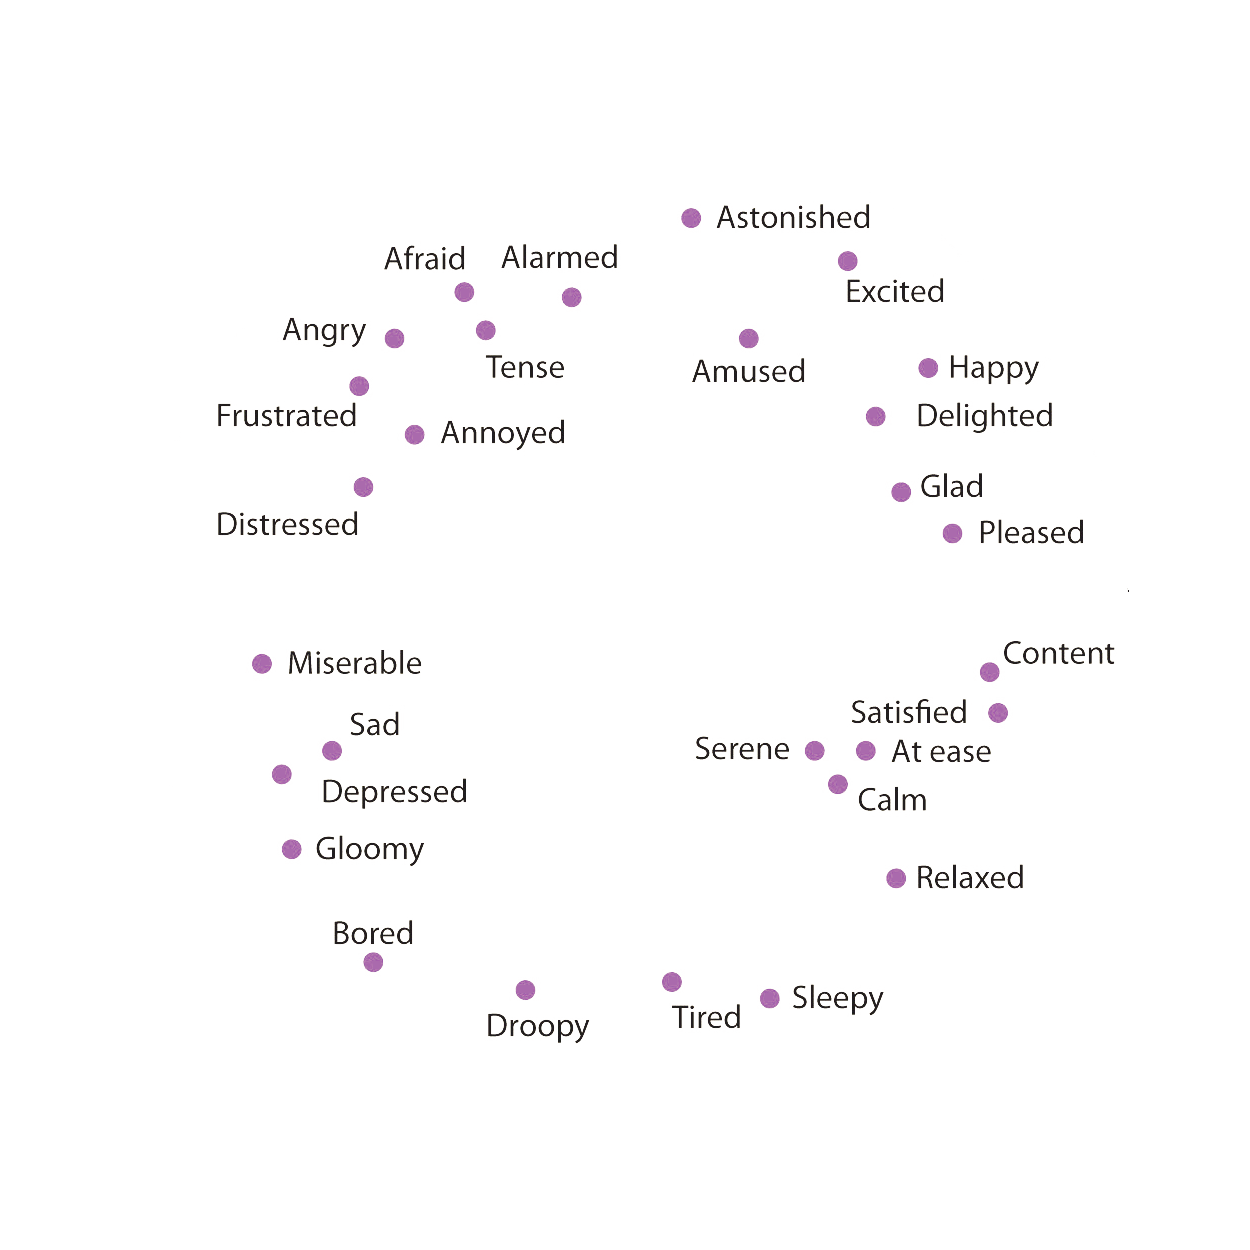 Astonished
Afraid
Alarmed
Excited
Angry
Tense
Amused
Happy
Frustrated
Annoyed
Delighted
Glad
Distressed
Pleased
Miserable
Content
Sad
Satisfied
Serene
At ease
Depressed
Calm
Gloomy
Relaxed
Bored
Droopy
Tired
Sleepy